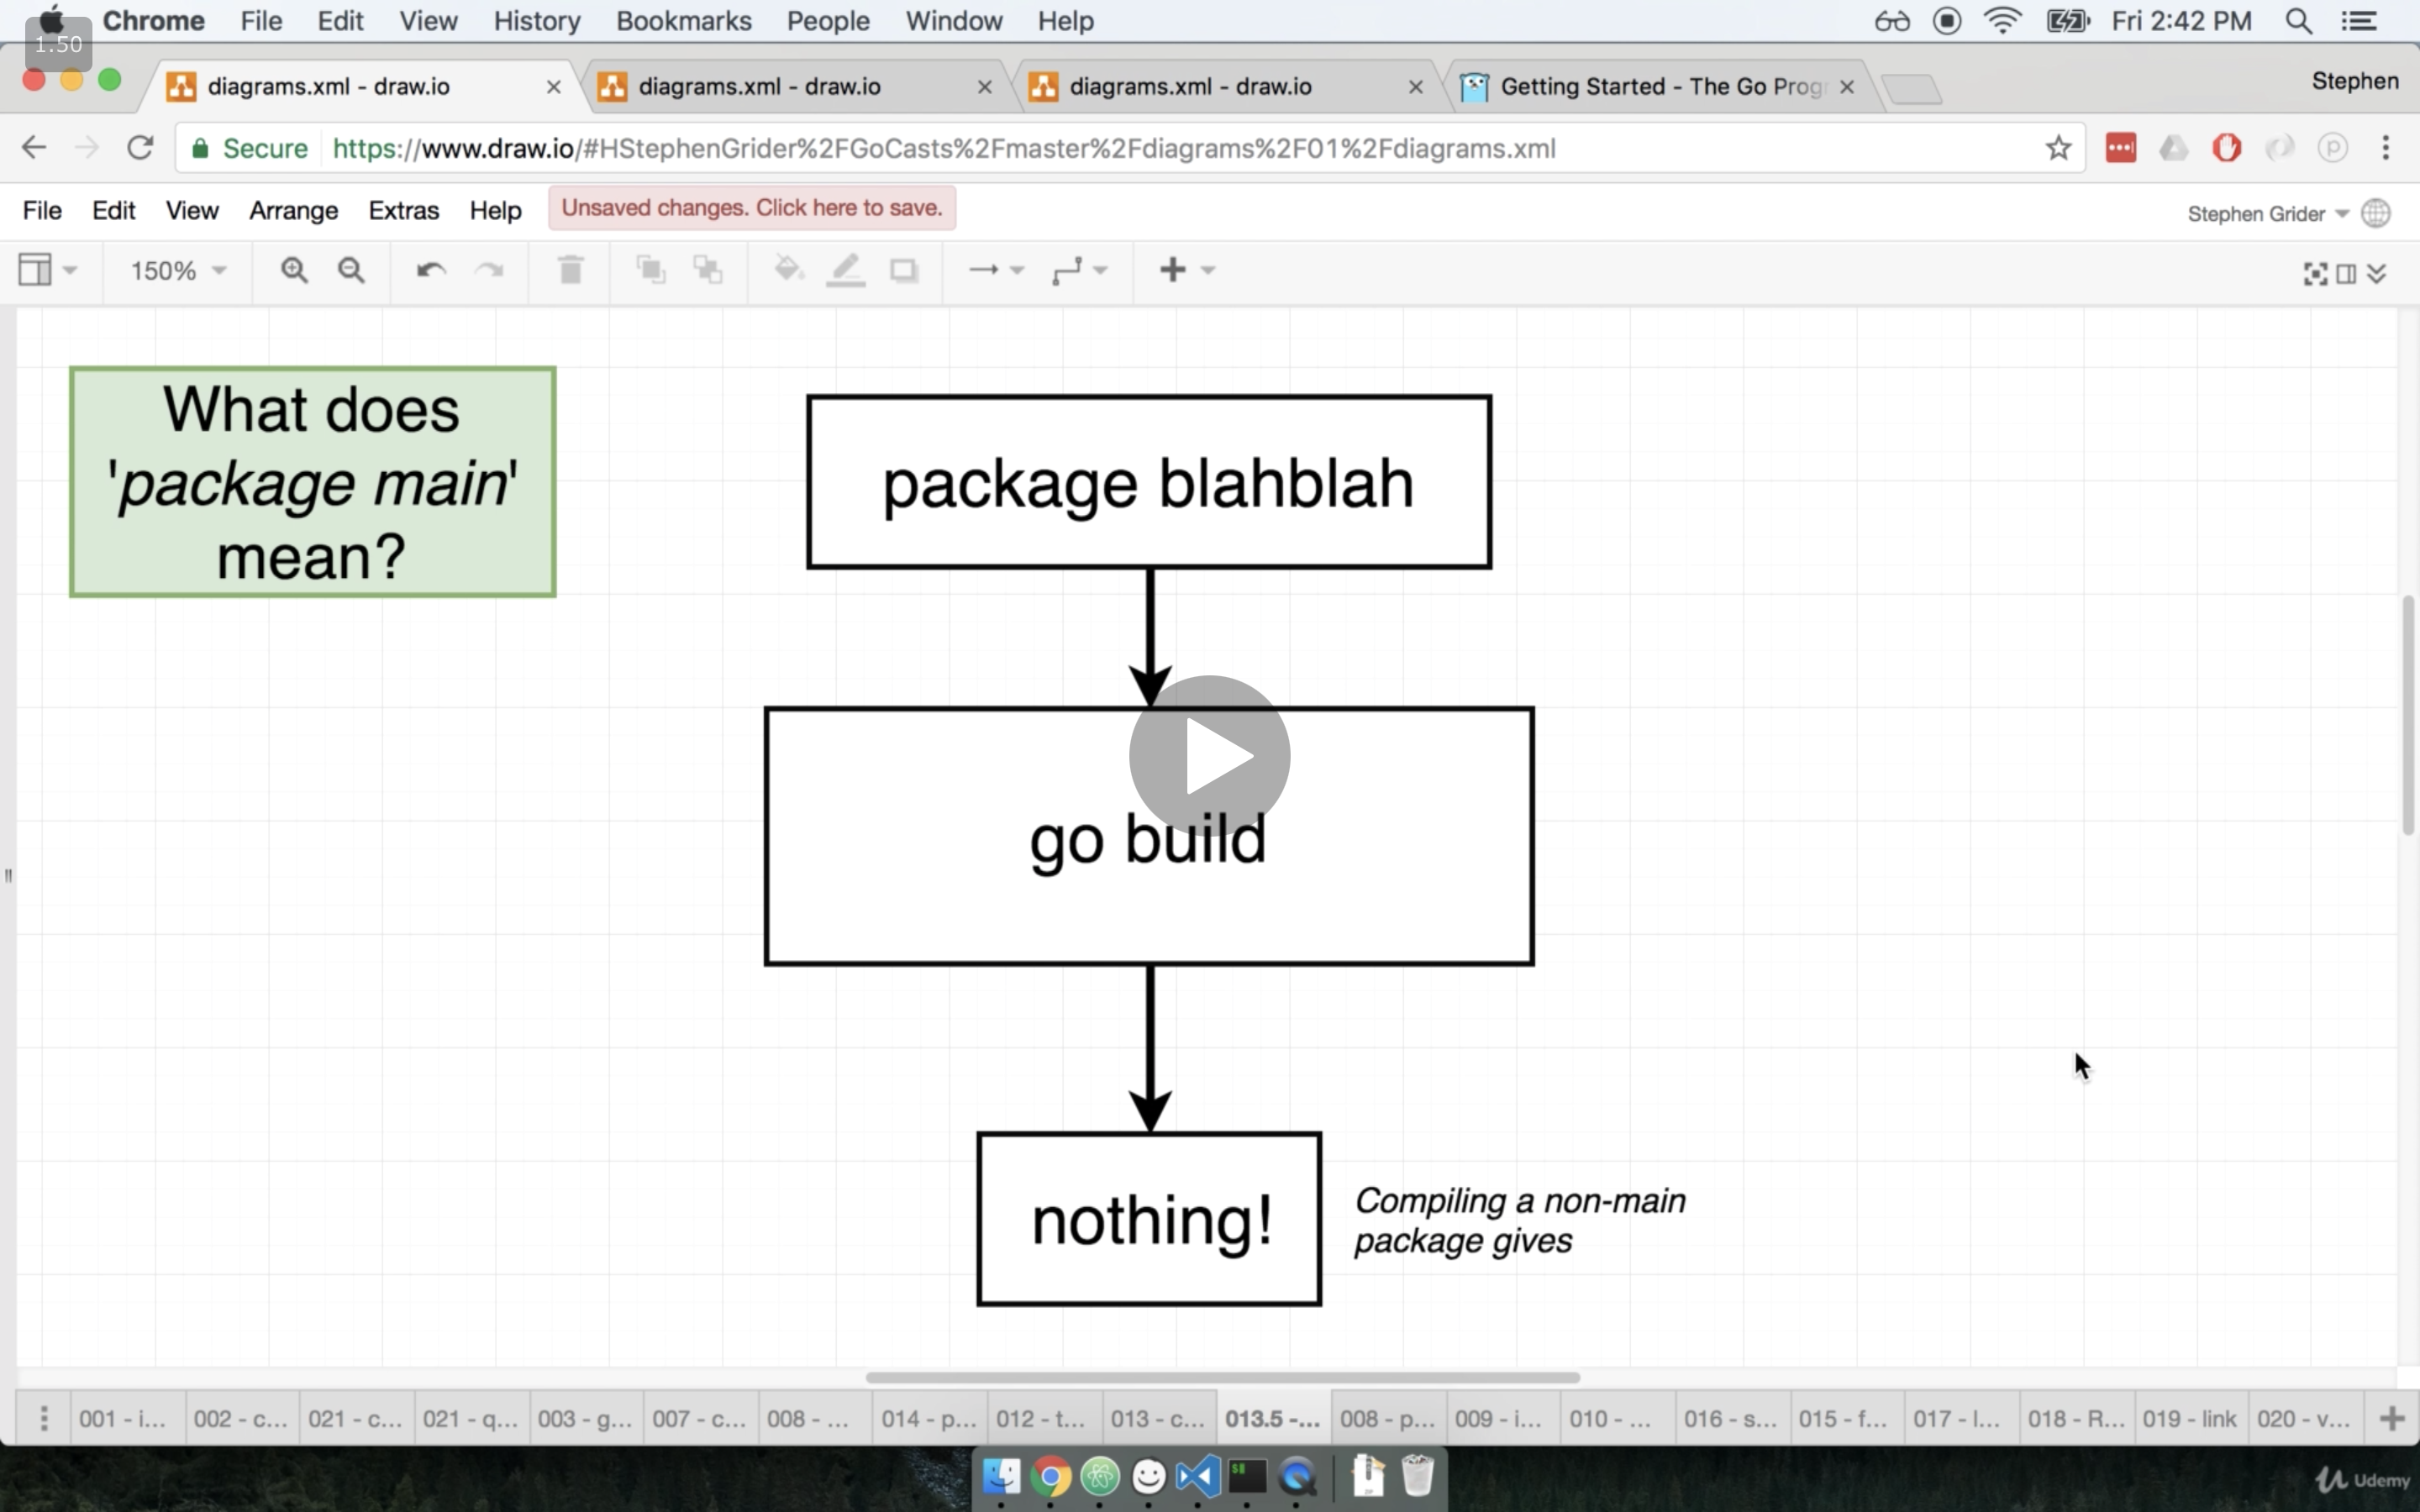 Chrome File Edit View History Bookmarks People Window Help Fri 2:42 PM
1.50
diagrams.xml - draw.io diagrams.xml - draw.io diagrams.xml - draw.io Getting Started - The Go Progr Stephen
Secure https://www.draw.io/#HStephenGrider%2FGoCasts%2Fmaster%2Fdiagrams%2F01%2Fdiagrams.xml
File Edit View Arrange Extras Help Unsaved changes. Click here to save. Stephen Grider
150%
What does
'package main'
mean?
package blahblah
go build
nothing!
Compiling a non-main
package gives
001 - i... 002 - c... 021 - c... 021 - q... 003 - g... 007 - c... 008 - ... 014 - p... 012 - t... 013 - c... 013.5 -... 008 - p... 009 - i... 010 - ... 016 - s... 015 - f... 017 - l... 018 - R... 019 - link 020 - v...
Udemy